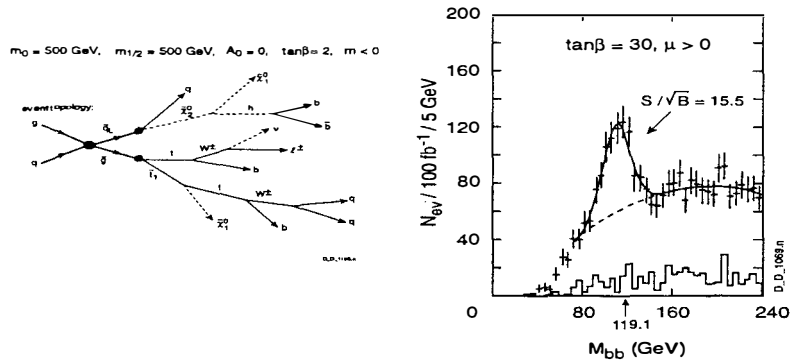 m₀ = 500 GeV, m₁/₂ = 500 GeV, A₀ = 0, tanβ = 2, m < 0
event topology:
g
q
q̃L
g̃
q
χ̃₂⁰
χ̃₁⁰
h
b
b̄
t
W±
ν
ℓ±
b
t̃₁
t
W±
q
q
b
χ̃₁⁰
200
160
120
80
40
0
80
160
240
tanβ = 30, μ > 0
S / √B = 15.5
Nev / 100 fb⁻¹ / 5 GeV
119.1
Mbb (GeV)
D_D_1069.n